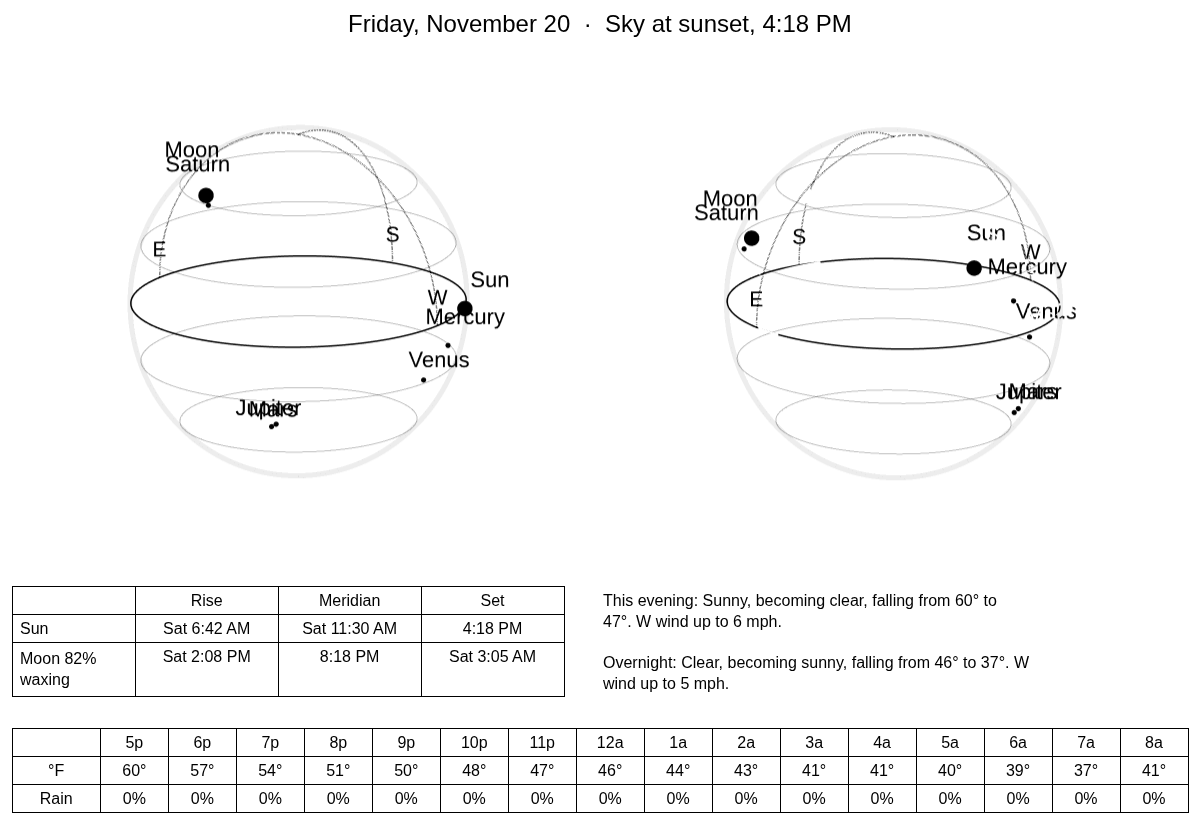 Friday, November 20 · Sky at sunset, 4:18 PM
Moon
Saturn
E
S
Sun
W
Mercury
Venus
Jupiter
Mars
Moon
Saturn
S
Sun
W
Mercury
E
Venus
Jupiter
Mars
Rise Meridian Set
Sun Sat 6:42 AM Sat 11:30 AM 4:18 PM
Moon 82% waxing Sat 2:08 PM 8:18 PM Sat 3:05 AM
This evening: Sunny, becoming clear, falling from 60° to
47°. W wind up to 6 mph.
Overnight: Clear, becoming sunny, falling from 46° to 37°. W
wind up to 5 mph.
5p 6p 7p 8p 9p 10p 11p 12a 1a 2a 3a 4a 5a 6a 7a 8a
°F 60° 57° 54° 51° 50° 48° 47° 46° 44° 43° 41° 41° 40° 39° 37° 41°
Rain 0% 0% 0% 0% 0% 0% 0% 0% 0% 0% 0% 0% 0% 0% 0% 0%